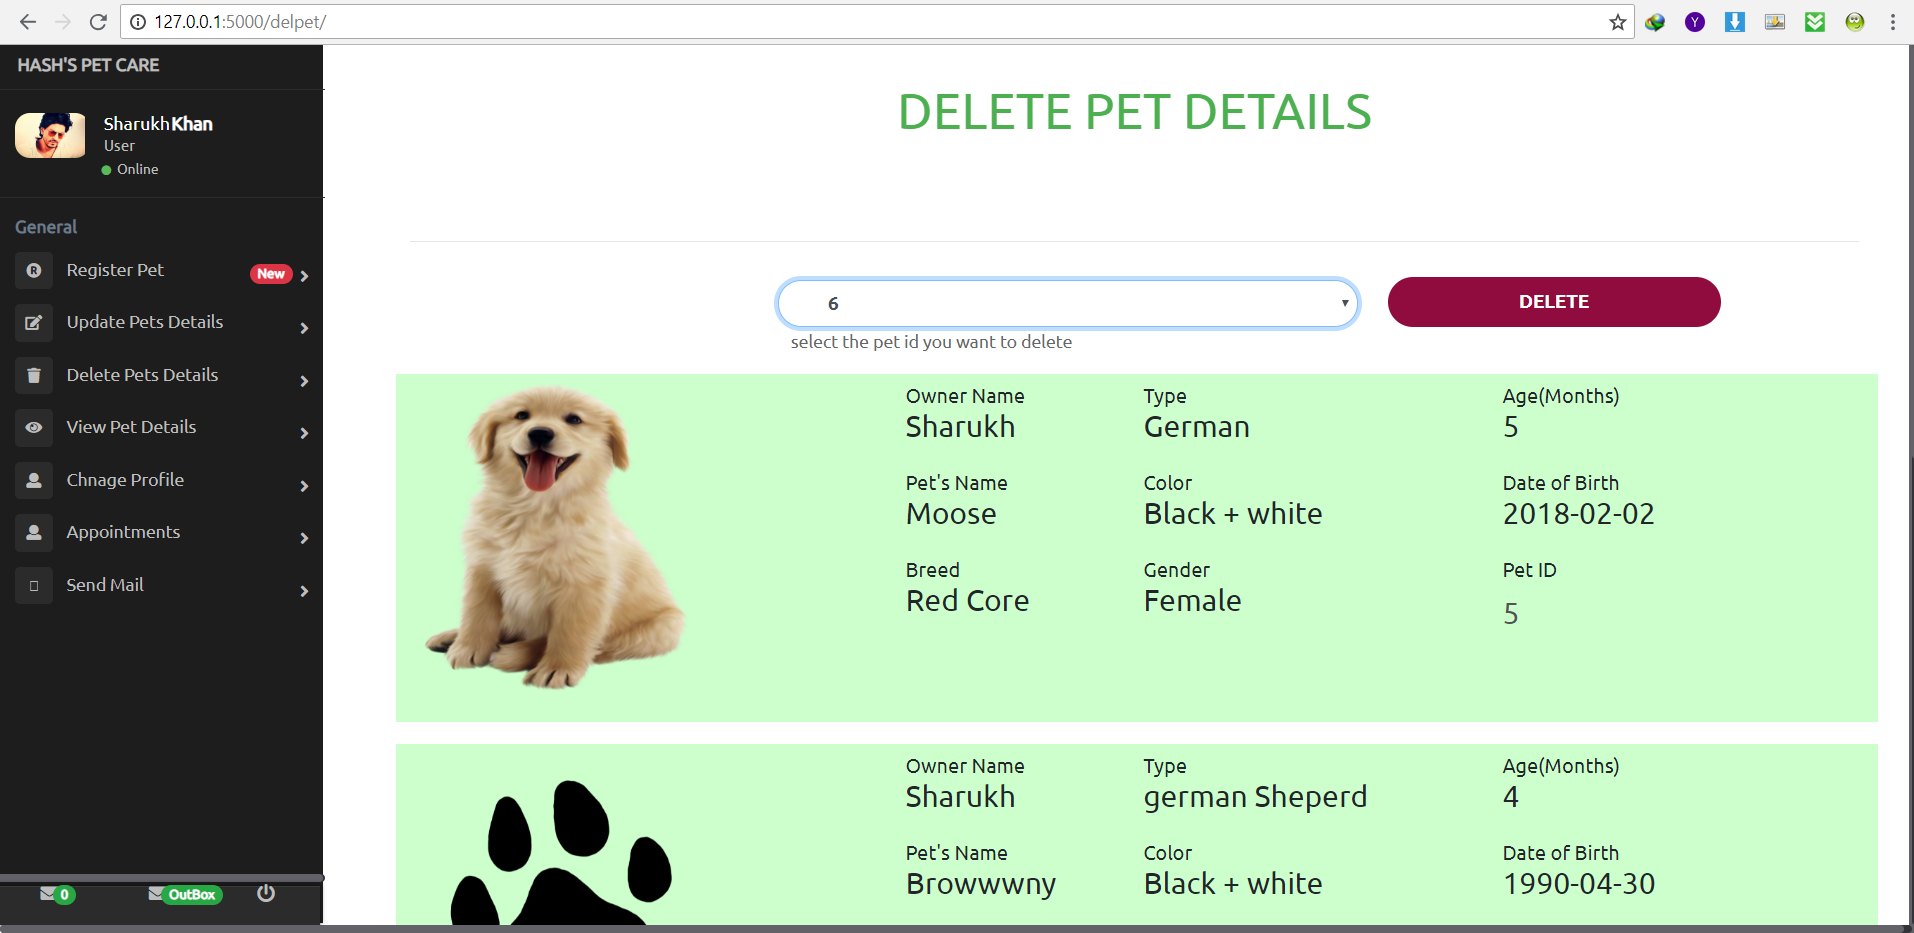 127.0.0.1:5000/delpet/
Y
HASH'S PET CARE
Sharukh Khan
User
Online
General
R Register Pet New
Update Pets Details
Delete Pets Details
View Pet Details
Chnage Profile
Appointments
Send Mail
0 OutBox
DELETE PET DETAILS
6 DELETE
select the pet id you want to delete
Owner Name Type Age(Months)
Sharukh German 5
Pet's Name Color Date of Birth
Moose Black + white 2018-02-02
Breed Gender Pet ID
Red Core Female 5
Owner Name Type Age(Months)
Sharukh german Sheperd 4
Pet's Name Color Date of Birth
Browwwny Black + white 1990-04-30